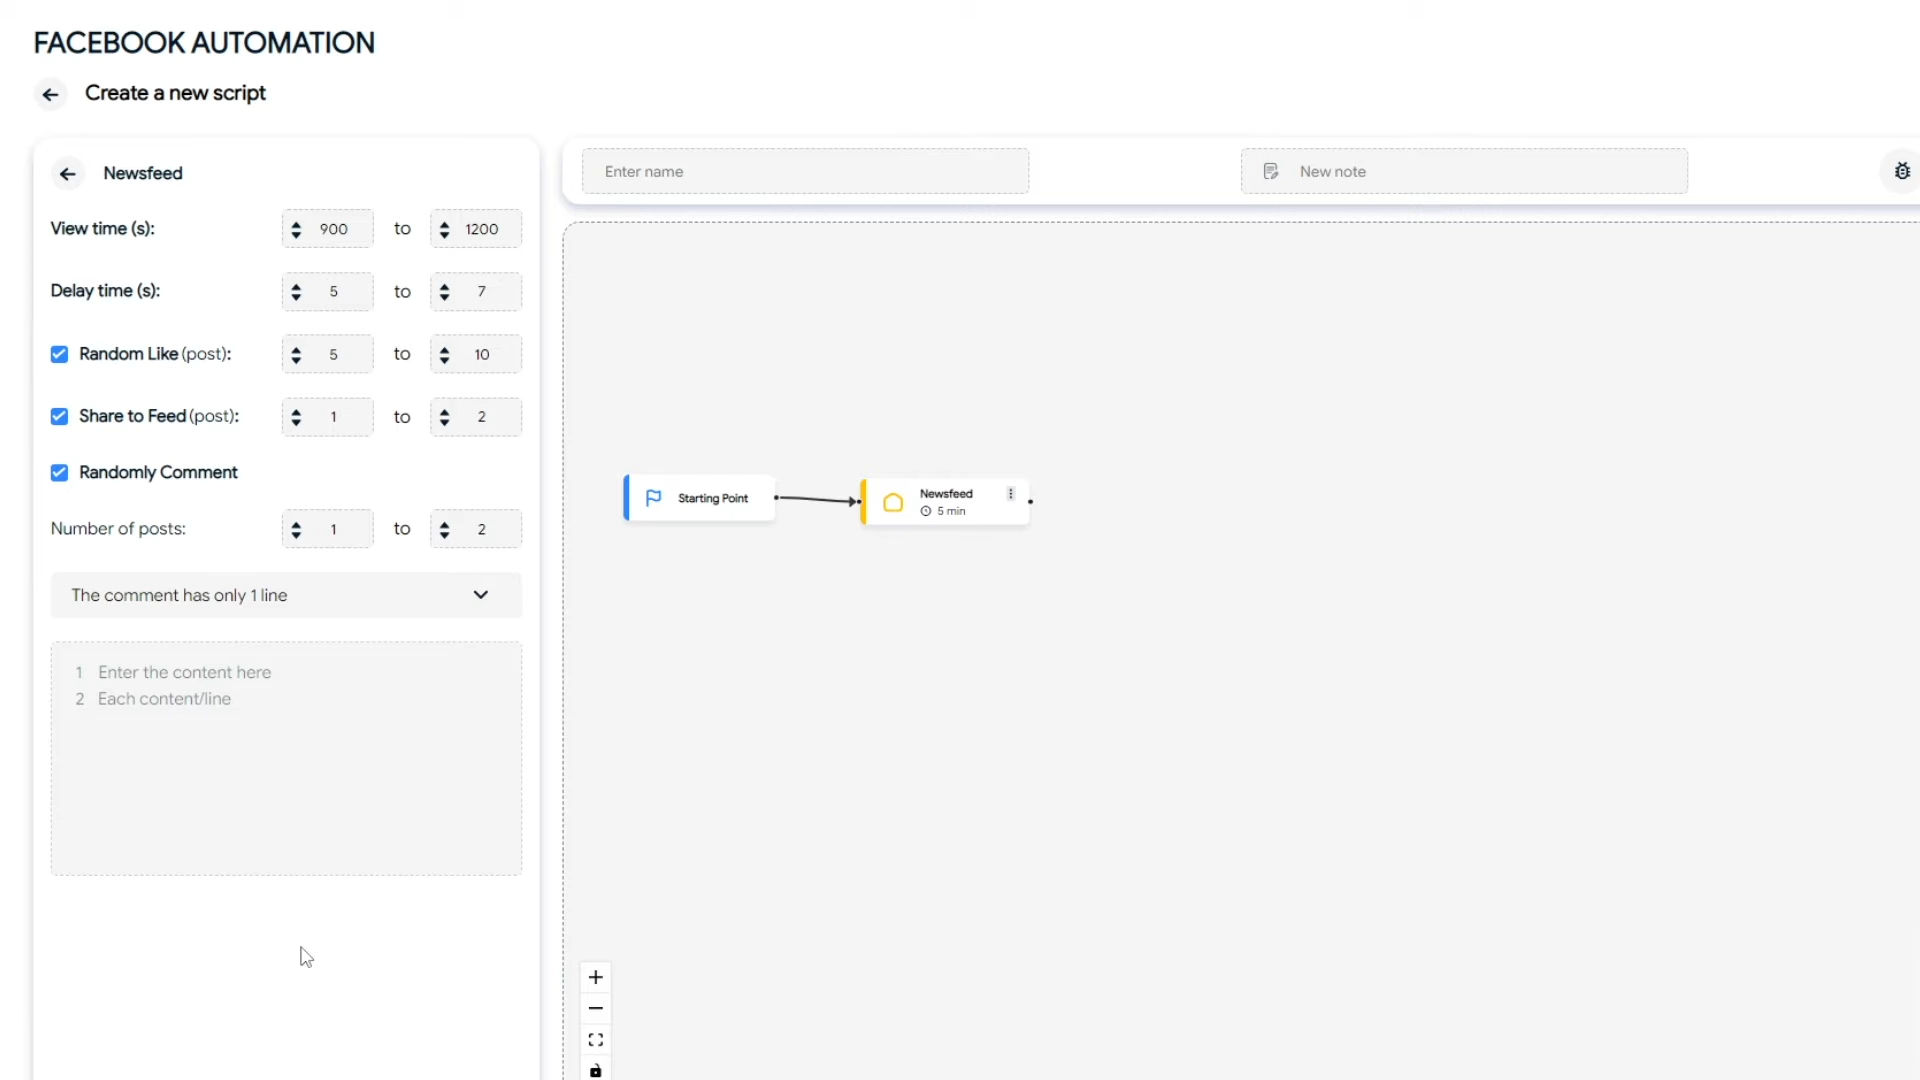 FACEBOOK AUTOMATION
Create a new script
Newsfeed
View time (s): 900 to 1200
Delay time (s): 5 to 7
Random Like (post): 5 to 10
Share to Feed (post): 1 to 2
Randomly Comment
Number of posts: 1 to 2
The comment has only 1 line
1 Enter the content here
2 Each content/line
Enter name
New note
Starting Point
Newsfeed
5 min